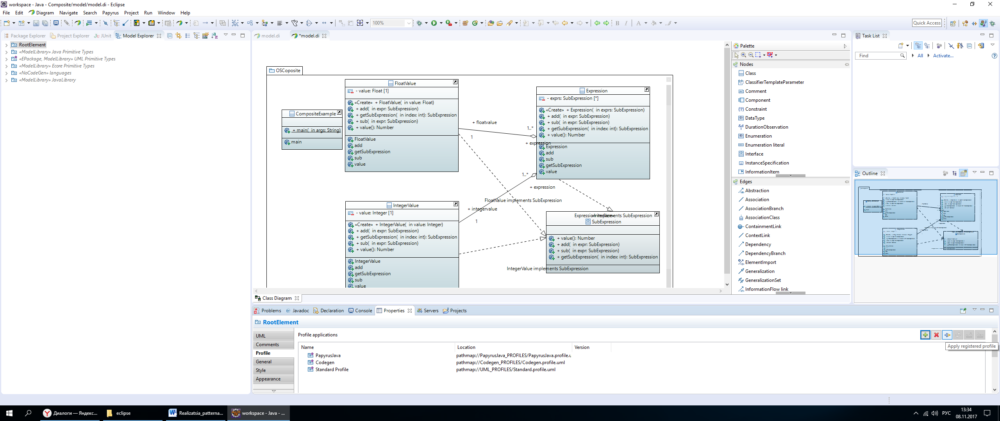 workspace - Java - Composite/model/model.di - Eclipse
File Edit Diagram Navigate Search Papyrus Project Run Window Help
100%
Quick Access
Package Explorer Project Explorer JUnit Model Explorer
RootElement
«ModelLibrary» Java Primitive Types
«EPackage, ModelLibrary» UML Primitive Types
«ModelLibrary» Ecore Primitive Types
«NoCodeGen» languages
«ModelLibrary» JavaLibrary
model.di *model.di
OSCoposite
CompositeExample
+ main( in args: String)
main
FloatValue
- value: Float [1]
«Create» + FloatValue( in value: Float)
+ add( in expr: SubExpression)
+ getSubExpression( in index: int): SubExpression
+ sub( in expr: SubExpression)
+ value(): Number
FloatValue
add
getSubExpression
sub
value
+ floatvalue
1..*
1
+ expression
Expression
- exprs: SubExpression [*]
«Create» + Expression( in exprs: SubExpression)
+ add( in expr: SubExpression)
+ sub( in expr: SubExpression)
+ getSubExpression( in index: int): SubExpression
+ value(): Number
Expression
add
sub
getSubExpression
value
1..*
+ expression
FloatValue implements SubExpression
+ integervalue
1
IntegerValue
- value: Integer [1]
«Create» + IntegerValue( in value: Integer)
+ add( in expr: SubExpression)
+ getSubExpression( in index: int): SubExpression
+ sub( in expr: SubExpression)
+ value(): Number
IntegerValue
add
getSubExpression
sub
value
Expression implements SubExpression
«Interface»
SubExpression
+ value(): Number
+ add( in expr: SubExpression)
+ sub( in expr: SubExpression)
+ getSubExpression( in index: int): SubExpression
IntegerValue implements SubExpression
Class Diagram
Palette
Nodes
Class
ClassifierTemplateParameter
Comment
Component
Constraint
DataType
DurationObservation
Enumeration
Enumeration literal
Interface
InstanceSpecification
InformationItem
Edges
Abstraction
Association
AssociationBranch
AssociationClass
ContainmentLink
ContextLink
Dependency
DependencyBranch
ElementImport
Generalization
GeneralizationSet
InformationFlow link
Task List
Find All Activate...
Outline
Problems Javadoc Declaration Console Properties Servers Projects
RootElement
UML
Comments
Profile
General
Style
Appearance
Profile applications
Apply registered profile
Name Location Version
PapyrusJava pathmap://PapyrusJava_PROFILES/PapyrusJava.profile.u
Codegen pathmap://Codegen_PROFILES/Codegen.profile.uml
Standard Profile pathmap://UML_PROFILES/Standard.profile.uml
Диалоги — Яндекс...
eclipse
Realizatsia_patterna...
workspace - Java - ...
РУС
13:34
08.11.2017